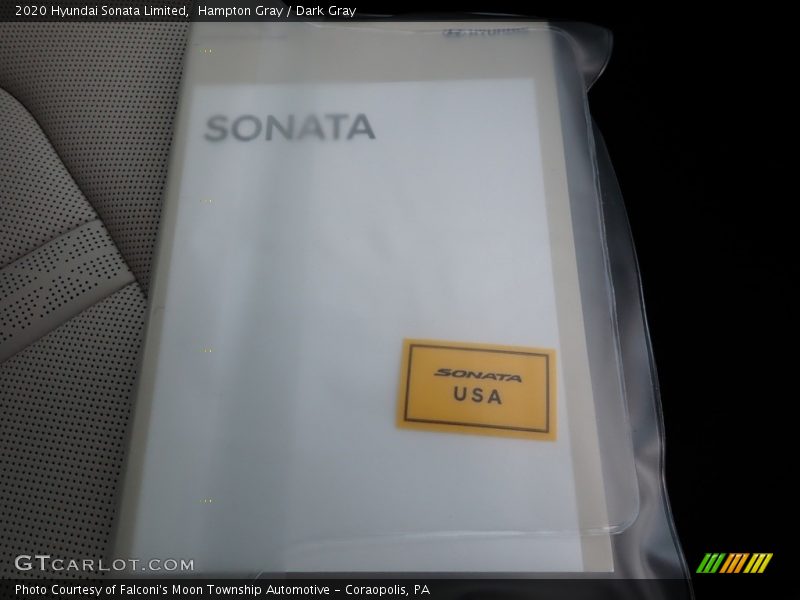 2020 Hyundai Sonata Limited,  Hampton Gray / Dark Gray
HYUNDAI
SONATA
SONATA
USA
GTCARLOT.COM
Photo Courtesy of Falconi's Moon Township Automotive – Coraopolis, PA